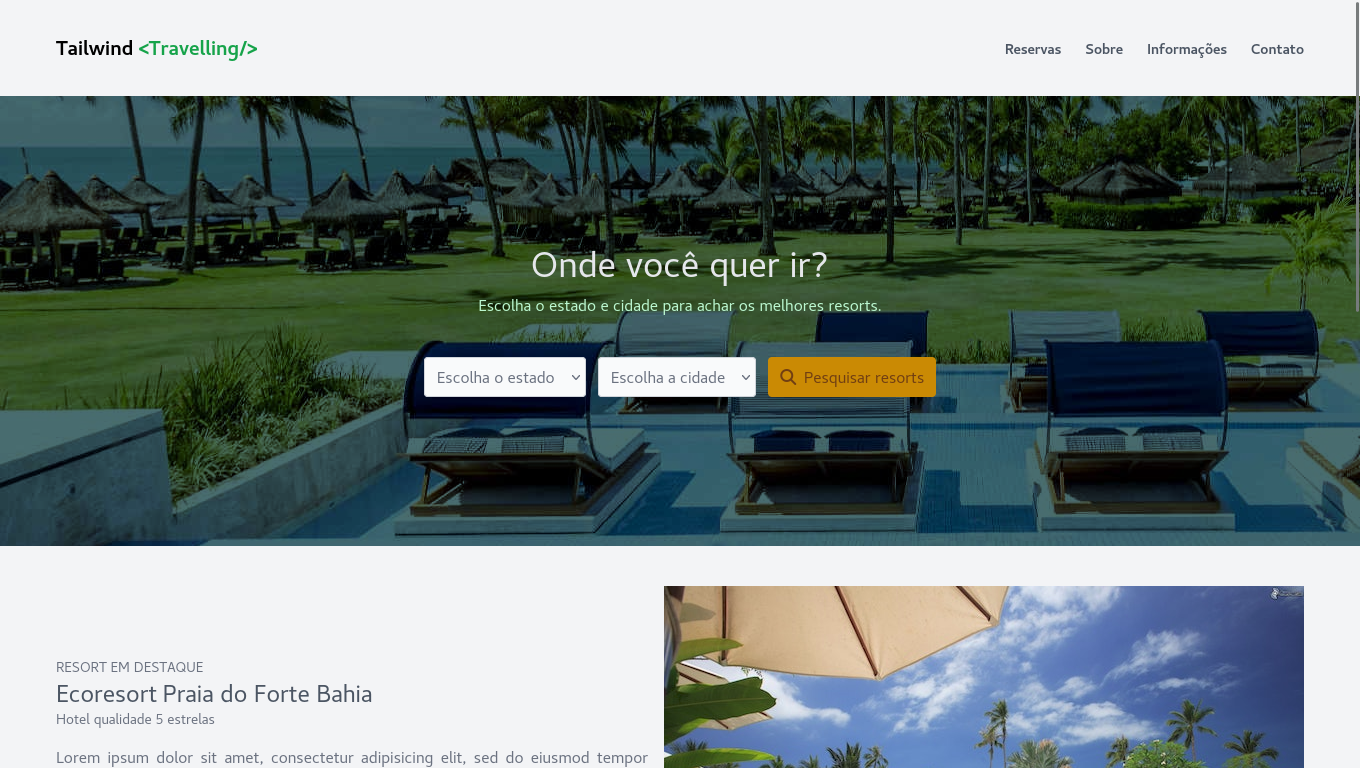 Tailwind <Travelling/>
Reservas Sobre Informações Contato
Onde você quer ir?
Escolha o estado e cidade para achar os melhores resorts.
Escolha o estado Escolha a cidade Pesquisar resorts
RESORT EM DESTAQUE
Ecoresort Praia do Forte Bahia
Hotel qualidade 5 estrelas
Lorem ipsum dolor sit amet, consectetur adipisicing elit, sed do eiusmod tempor